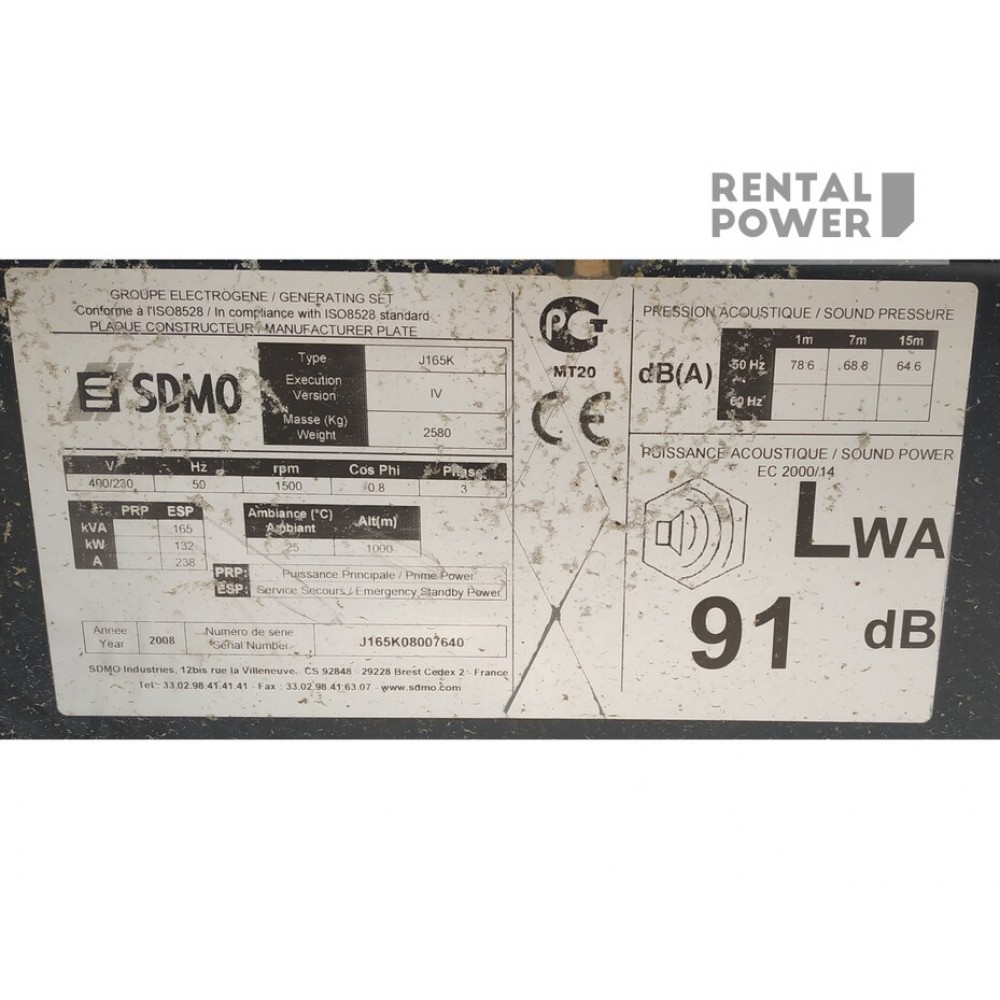 RENTAL
POWER
GROUPE ELECTROGENE / GENERATING SET
Conforme à l'ISO8528 / In compliance with ISO8528 standard
PLAQUE CONSTRUCTEUR / MANUFACTURER PLATE
SDMO
Type J165K
Execution
Version IV
Masse (Kg)
Weight 2580
V Hz rpm Cos Phi Phase
400/230 50 1500 0.8 3
PRP ESP
kVA 165
kW 132
A 238
Ambiance (°C)
Ambiant Alt(m)
25 1000
PRP: Puissance Principale / Prime Power
ESP: Service Secours / Emergency Standby Power
Année
Year 2008
Numéro de série
Serial Number J165K08007640
SDMO Industries, 12bis rue la Villeneuve. CS 92848 - 29228 Brest Cedex 2 - France
Tel : 33.02.98.41.41.41 - Fax : 33.02.98.41.63.07 - www.sdmo.com
РСТ
MT20
CE
PRESSION ACOUSTIQUE / SOUND PRESSURE
dB(A)
1m 7m 15m
50 Hz 78.6 68.8 64.6
60 Hz
PUISSANCE ACOUSTIQUE / SOUND POWER
EC 2000/14
LWA
91 dB